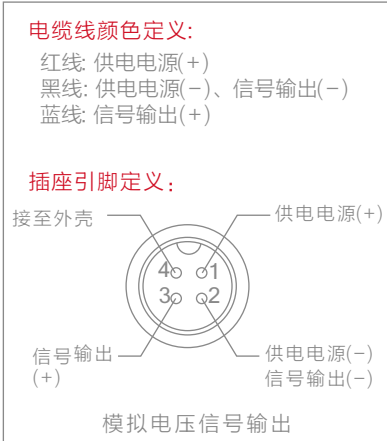 电缆线颜色定义:
红线: 供电电源(+)
黑线: 供电电源(-)、信号输出(-)
蓝线: 信号输出(+)
插座引脚定义：
接至外壳
供电电源(+)
4 1
3 2
信号输出
(+)
供电电源(-)
信号输出(-)
模拟电压信号输出